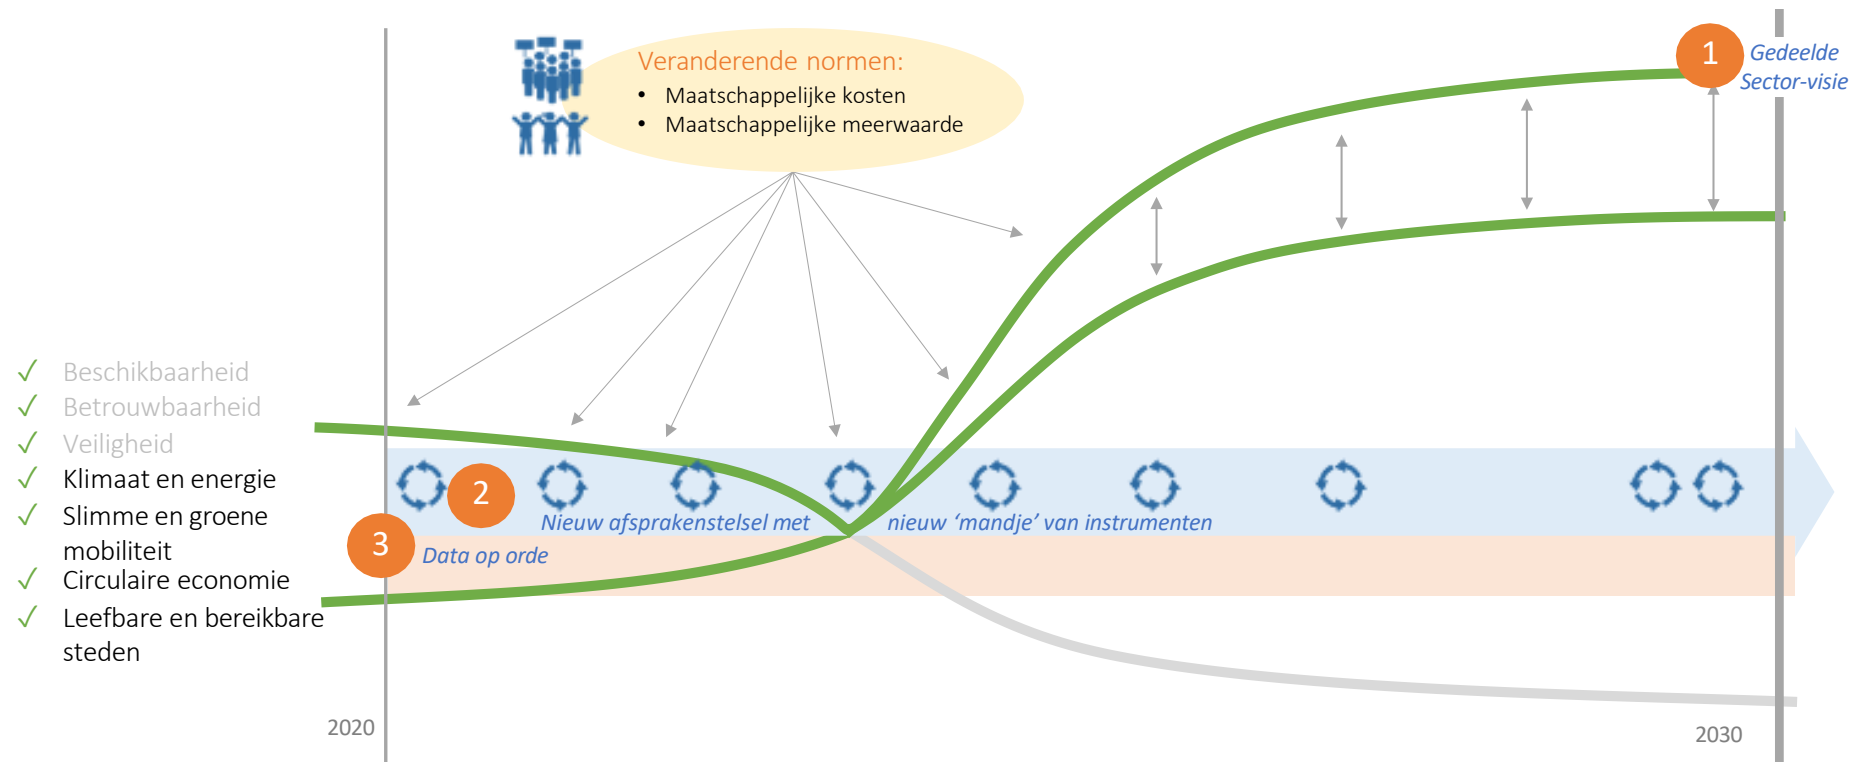 Veranderende normen:
• Maatschappelijke kosten
• Maatschappelijke meerwaarde
1
Gedeelde
Sector-visie
✓ Beschikbaarheid
✓ Betrouwbaarheid
✓ Veiligheid
✓ Klimaat en energie
✓ Slimme en groene
mobiliteit
✓ Circulaire economie
✓ Leefbare en bereikbare
steden
2
Nieuw afsprakenstelsel met nieuw ‘mandje’ van instrumenten
3
Data op orde
2020
2030